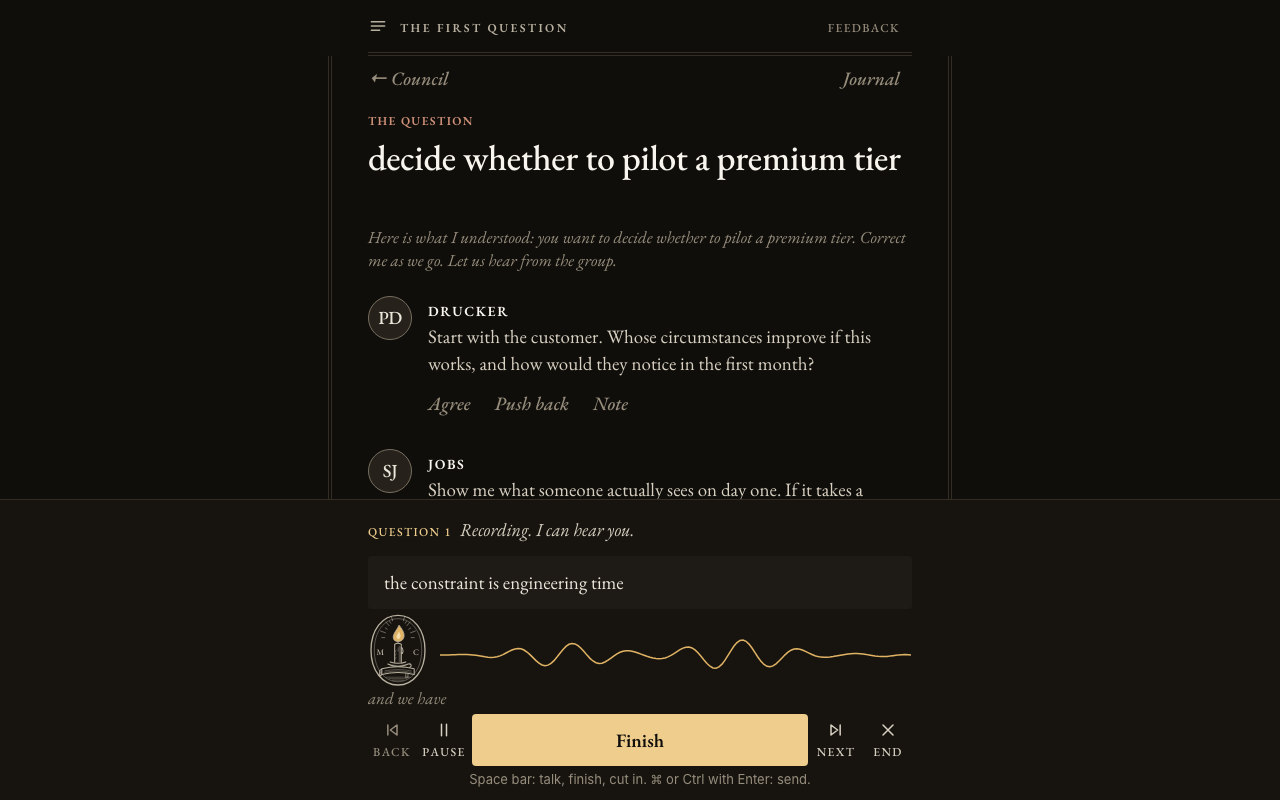 THE FIRST QUESTION
FEEDBACK
← Council
Journal
THE QUESTION
decide whether to pilot a premium tier
Here is what I understood: you want to decide whether to pilot a premium tier. Correct
me as we go. Let us hear from the group.
PD
DRUCKER
Start with the customer. Whose circumstances improve if this
works, and how would they notice in the first month?
Agree Push back Note
SJ
JOBS
Show me what someone actually sees on day one. If it takes a
QUESTION 1 Recording. I can hear you.
the constraint is engineering time
M C
and we have
BACK
PAUSE
Finish
NEXT
END
Space bar: talk, finish, cut in. ⌘ or Ctrl with Enter: send.